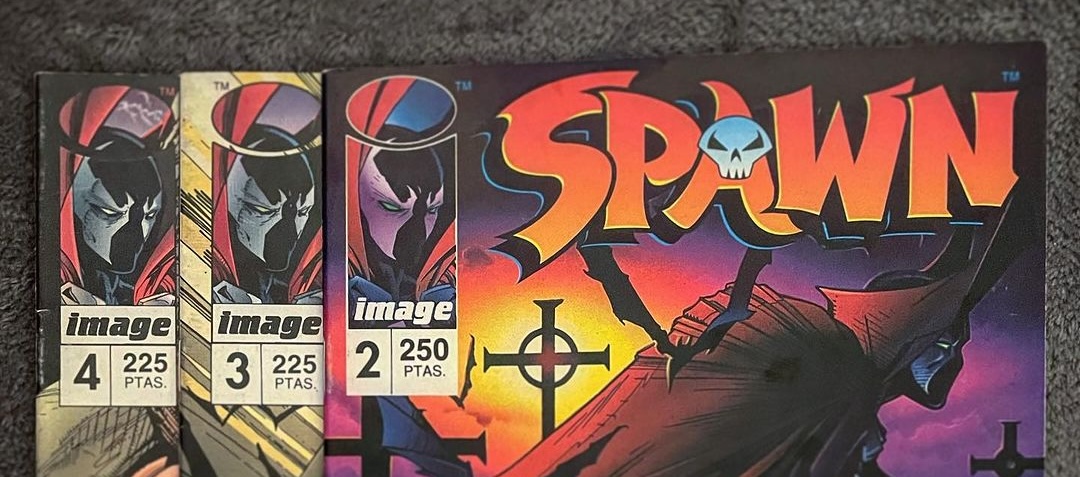 TM
image
4
225
PTAS.
TM
image
3
225
PTAS.
TM
image
2
250
PTAS.
SPAWN
TM